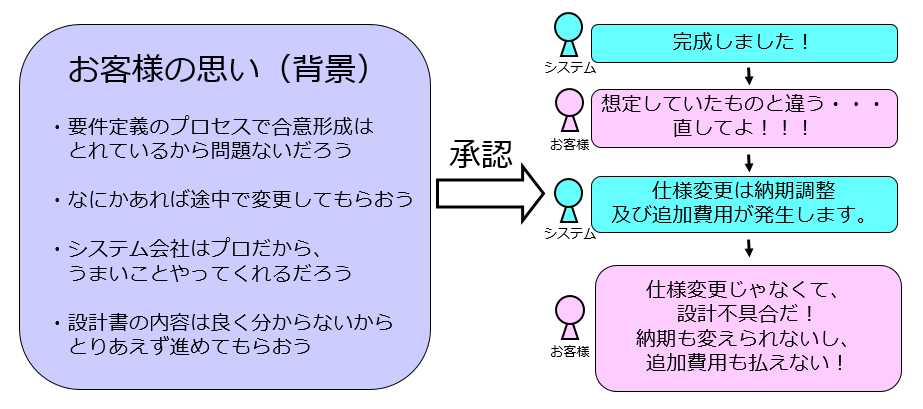 お客様の思い（背景）
・要件定義のプロセスで合意形成は
とれているから問題ないだろう
・なにかあれば途中で変更してもらおう
・システム会社はプロだから、
うまいことやってくれるだろう
・設計書の内容は良く分からないから
とりあえず進めてもらおう
承認
システム
完成しました！
お客様
想定していたものと違う・・・
直してよ！！！
システム
仕様変更は納期調整
及び追加費用が発生します。
お客様
仕様変更じゃなくて、
設計不具合だ！
納期も変えられないし、
追加費用も払えない！